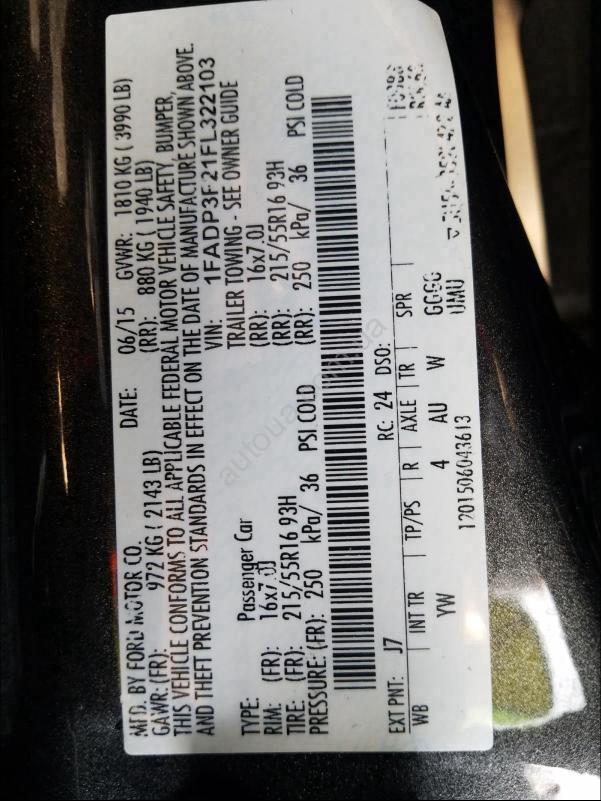 MFD. BY FORD MOTOR CO.
DATE: 06/15 GVWR: 1810 KG ( 3990 LB)
GAWR: (FR): 972 KG ( 2143 LB) (RR): 880 KG ( 1940 LB)
THIS VEHICLE CONFORMS TO ALL APPLICABLE FEDERAL MOTOR VEHICLE SAFETY, BUMPER,
AND THEFT PREVENTION STANDARDS IN EFFECT ON THE DATE OF MANUFACTURE SHOWN ABOVE.
VIN: 1FADP3F21FL322103
TYPE: Passenger Car TRAILER TOWING - SEE OWNER GUIDE
RIM: (FR): 16x7.0J (RR): 16x7.0J
TIRE: (FR): 215/55R16 93H (RR): 215/55R16 93H
PRESSURE: (FR): 250 kPa/ 36 PSI COLD (RR): 250 kPa/ 36 PSI COLD
EXT PNT: J7 RC: 24 DSO:
WB INT TR TP/PS R AXLE TR SPR
YW 4 AU W GGGG
UMU
1201506043613
autoua